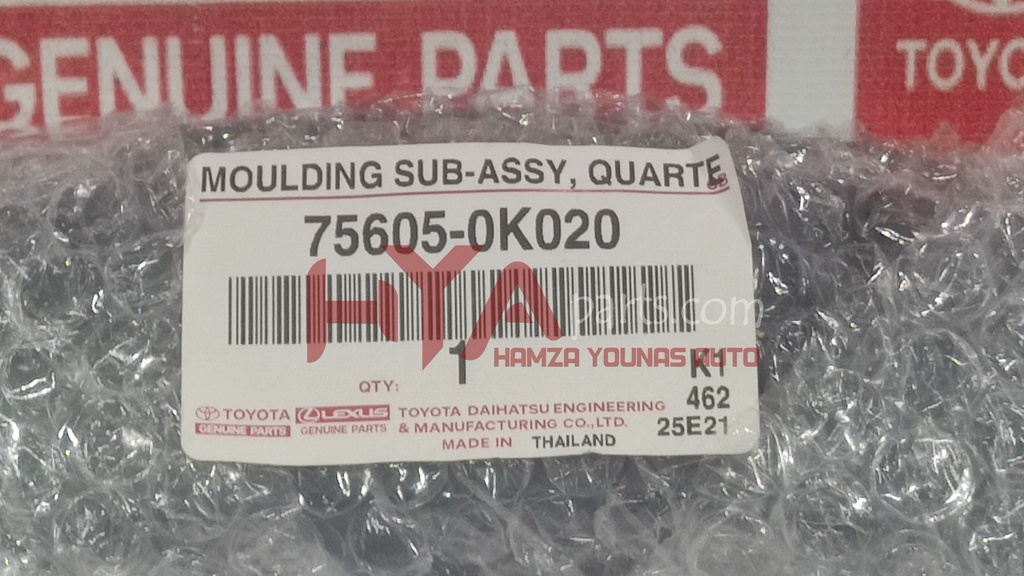 GENUINE PARTS
TOYO
MOULDING SUB-ASSY, QUARTE
75605-0K020
HYA parts.com
HAMZA YOUNAS AUTO
1
QTY:
K1
462
25E21
TOYOTA
GENUINE PARTS
LEXUS
GENUINE PARTS
TOYOTA DAIHATSU ENGINEERING
& MANUFACTURING CO.,LTD.
MADE IN THAILAND